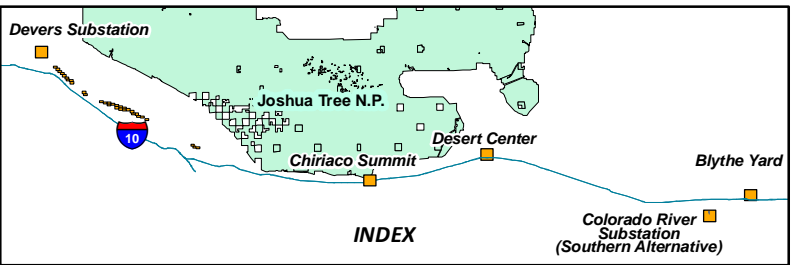 Devers Substation
Joshua Tree N.P.
10
Desert Center
Chiriaco Summit
Blythe Yard
Colorado River
Substation
(Southern Alternative)
INDEX